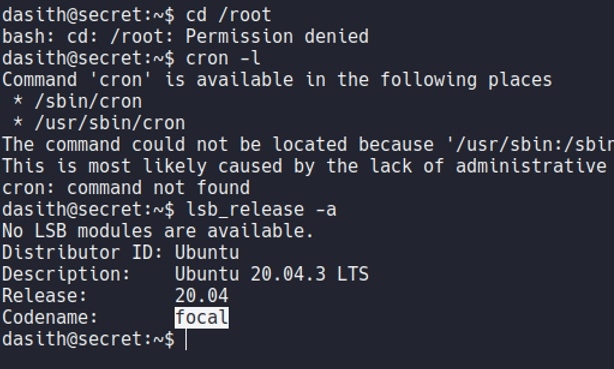 dasith@secret:~$ cd /root
bash: cd: /root: Permission denied
dasith@secret:~$ cron -l
Command 'cron' is available in the following places
 * /sbin/cron
 * /usr/sbin/cron
The command could not be located because '/usr/sbin:/sbin
This is most likely caused by the lack of administrative
cron: command not found
dasith@secret:~$ lsb_release -a
No LSB modules are available.
Distributor ID: Ubuntu
Description:    Ubuntu 20.04.3 LTS
Release:        20.04
Codename:       focal
dasith@secret:~$